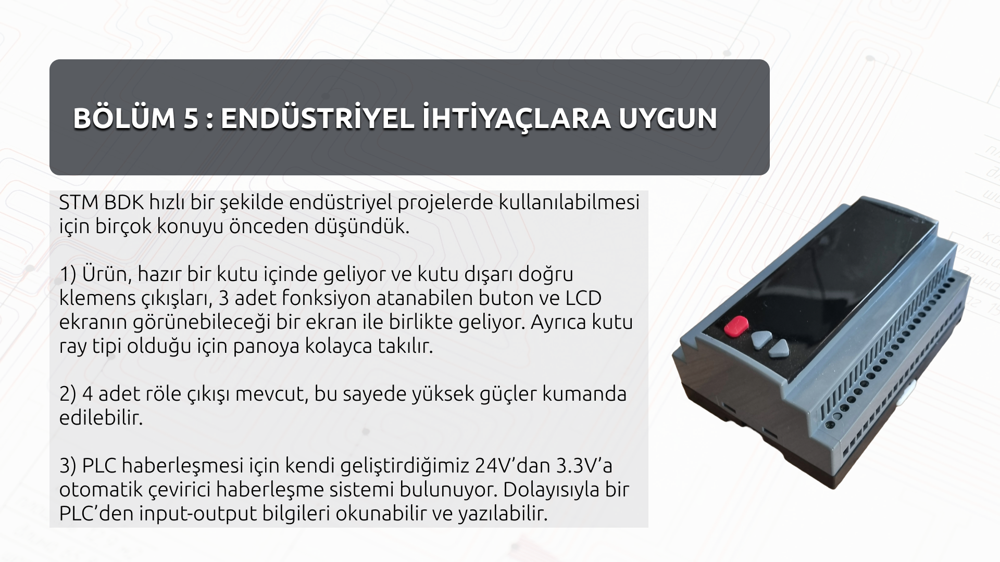 BÖLÜM 5 : ENDÜSTRİYEL İHTİYAÇLARA UYGUN
STM BDK hızlı bir şekilde endüstriyel projelerde kullanılabilmesi
için birçok konuyu önceden düşündük.
1) Ürün, hazır bir kutu içinde geliyor ve kutu dışarı doğru
klemens çıkışları, 3 adet fonksiyon atanabilen buton ve LCD
ekranın görünebileceği bir ekran ile birlikte geliyor. Ayrıca kutu
ray tipi olduğu için panoya kolayca takılır.
2) 4 adet röle çıkışı mevcut, bu sayede yüksek güçler kumanda
edilebilir.
3) PLC haberleşmesi için kendi geliştirdiğimiz 24V’dan 3.3V’a
otomatik çevirici haberleşme sistemi bulunuyor. Dolayısıyla bir
PLC’den input-output bilgileri okunabilir ve yazılabilir.